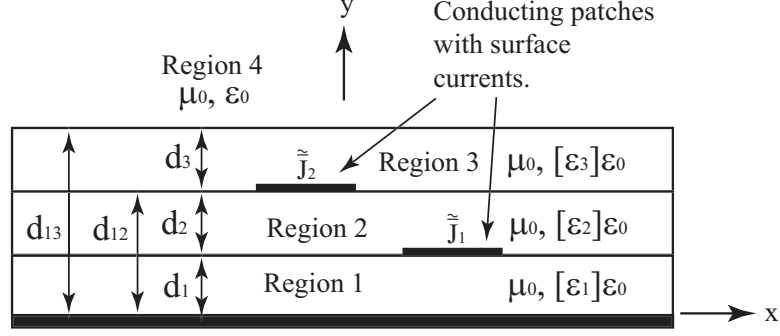 y
Conducting patches
with surface
currents.
Region 4
μ0, ε0
d3
J̃̃2
Region 3
μ0, [ε3]ε0
d13
d12
d2
Region 2
J̃̃1
μ0, [ε2]ε0
d1
Region 1
μ0, [ε1]ε0
x